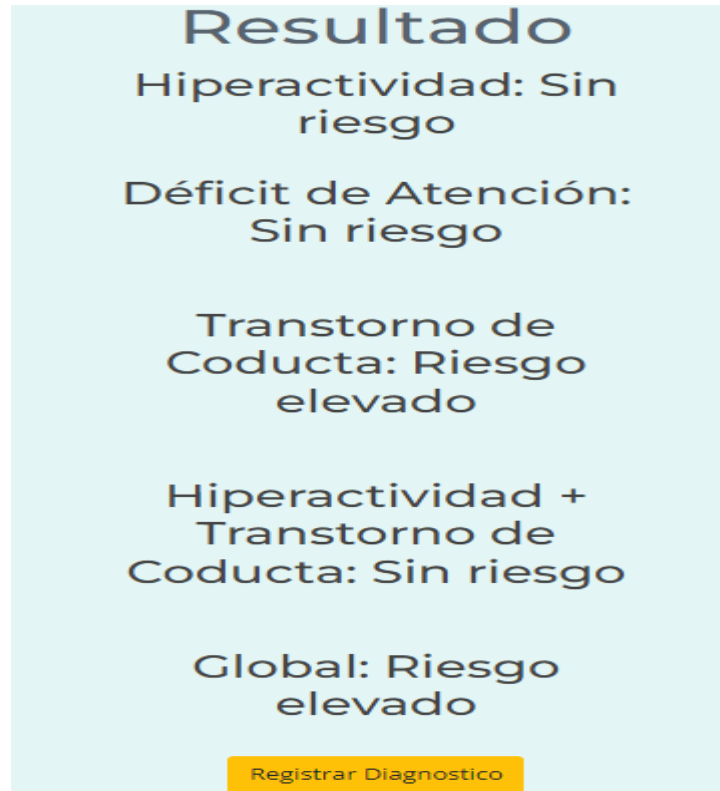 Resultado
Hiperactividad: Sin
riesgo
Déficit de Atención:
Sin riesgo
Transtorno de
Coducta: Riesgo
elevado
Hiperactividad +
Transtorno de
Coducta: Sin riesgo
Global: Riesgo
elevado
Registrar Diagnostico